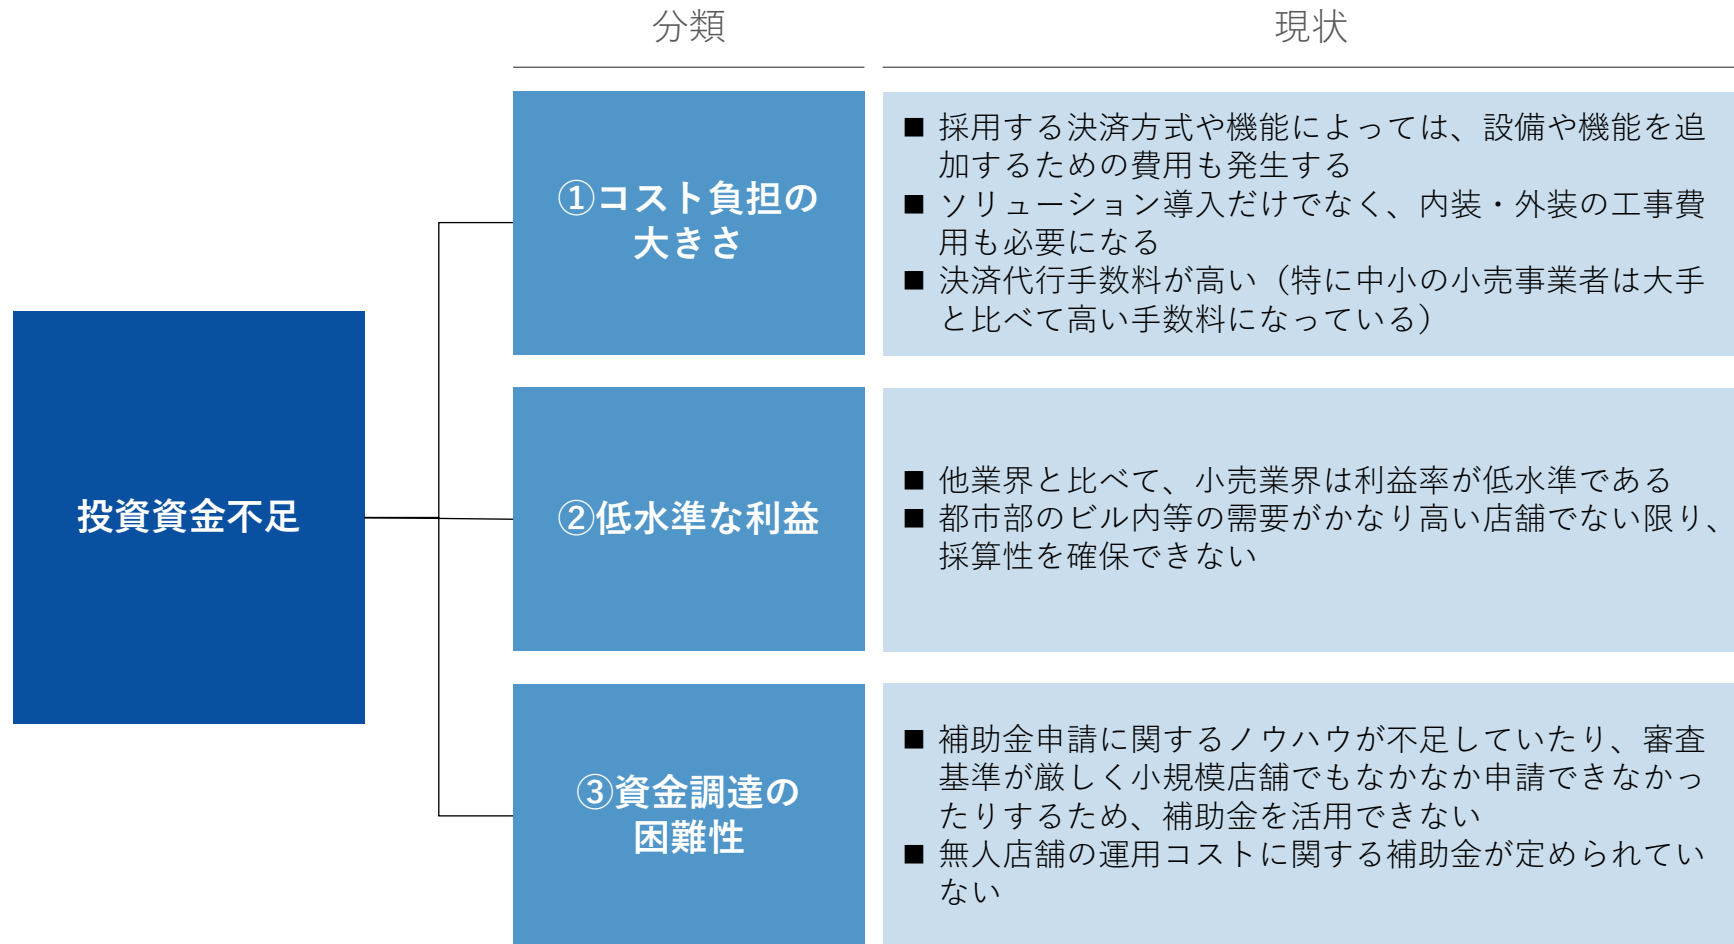 分類
現状
投資資金不足
①コスト負担の
大きさ
■ 採用する決済方式や機能によっては、設備や機能を追
加するための費用も発生する
■ ソリューション導入だけでなく、内装・外装の工事費
用も必要になる
■ 決済代行手数料が高い（特に中小の小売事業者は大手
と比べて高い手数料になっている）
②低水準な利益
■ 他業界と比べて、小売業界は利益率が低水準である
■ 都市部のビル内等の需要がかなり高い店舗でない限り、
採算性を確保できない
③資金調達の
困難性
■ 補助金申請に関するノウハウが不足していたり、審査
基準が厳しく小規模店舗でもなかなか申請できなかっ
たりするため、補助金を活用できない
■ 無人店舗の運用コストに関する補助金が定められてい
ない